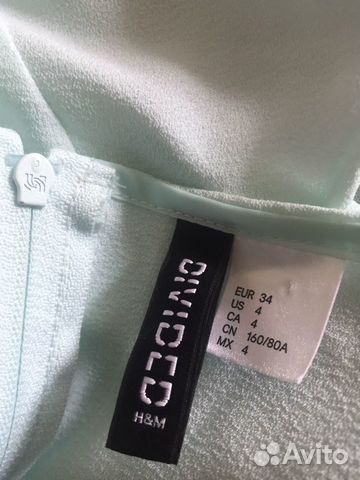 DIVIDED
H&M
EUR 34
US 4
CA 4
CN 160/80A
MX 4
Avito